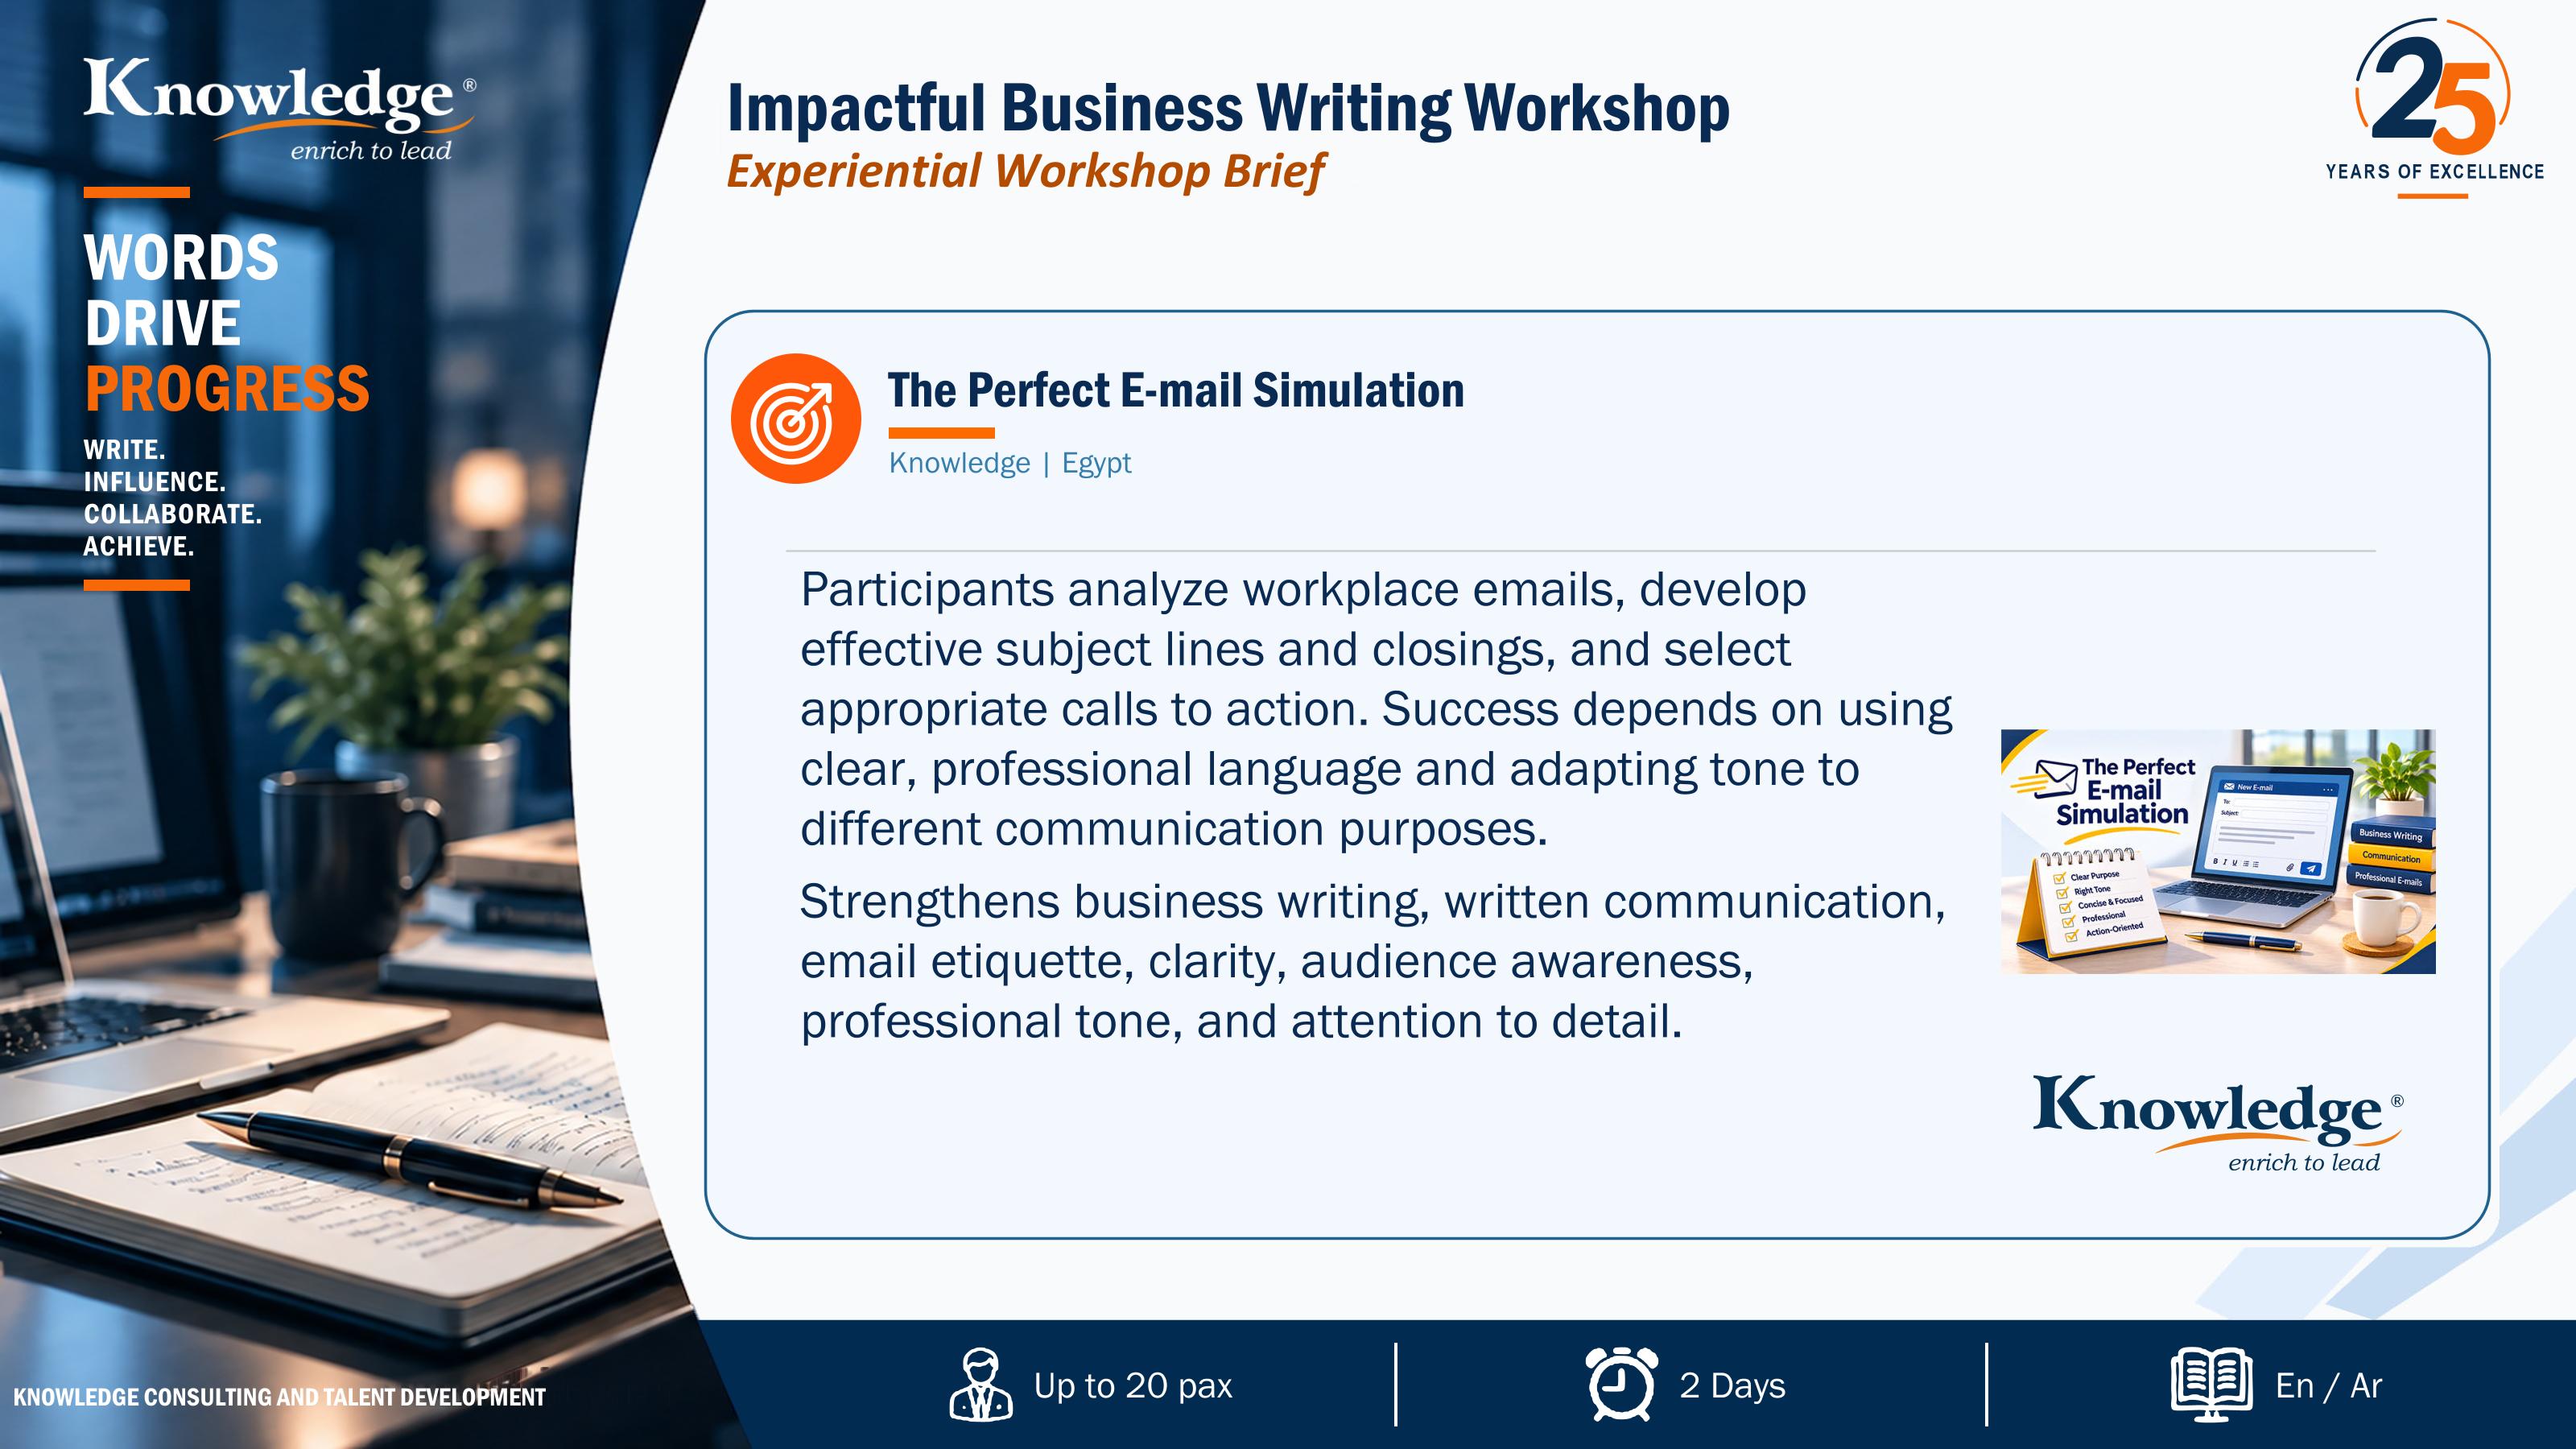 Knowledge®
enrich to lead
WORDS
DRIVE
PROGRESS
WRITE.
INFLUENCE.
COLLABORATE.
ACHIEVE.
KNOWLEDGE CONSULTING AND TALENT DEVELOPMENT
Impactful Business Writing Workshop
Experiential Workshop Brief
25
YEARS OF EXCELLENCE
The Perfect E-mail Simulation
Knowledge | Egypt
Participants analyze workplace emails, develop
effective subject lines and closings, and select
appropriate calls to action. Success depends on using
clear, professional language and adapting tone to
different communication purposes.
Strengthens business writing, written communication,
email etiquette, clarity, audience awareness,
professional tone, and attention to detail.
The Perfect
E-mail
Simulation
New E-mail
To:
Subject:
B I U
Clear Purpose
Right Tone
Concise & Focused
Professional
Action-Oriented
Business Writing
Communication
Professional E-mails
Knowledge®
enrich to lead
Up to 20 pax
2 Days
En / Ar